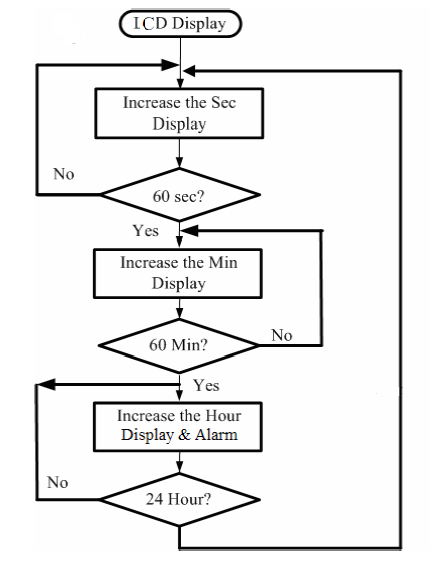 LCD Display
Increase the Sec
Display
No
60 sec?
Yes
Increase the Min
Display
No
60 Min?
Yes
Increase the Hour
Display & Alarm
No
24 Hour?